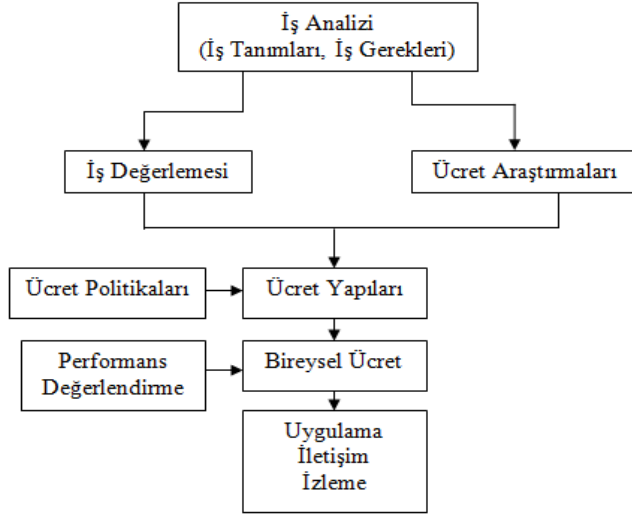 İş Analizi
(İş Tanımları, İş Gerekleri)
İş Değerlemesi
Ücret Araştırmaları
Ücret Politikaları
Ücret Yapıları
Performans
Değerlendirme
Bireysel Ücret
Uygulama
İletişim
İzleme